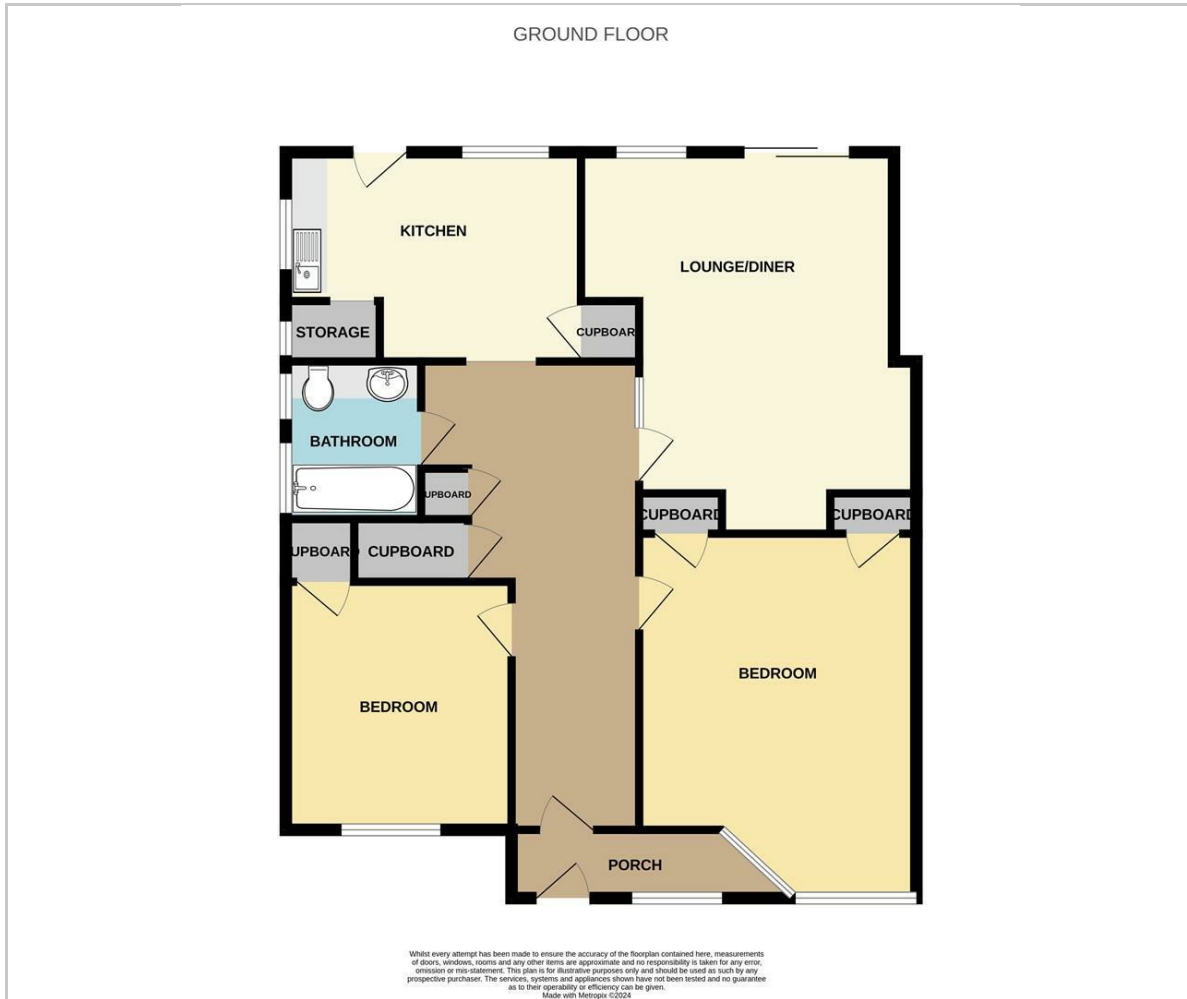 GROUND FLOOR
KITCHEN
LOUNGE/DINER
STORAGE
CUPBOAR
BATHROOM
UPBOARD
CUPBOARD
CUPBOARD
UPBOARD
CUPBOARD
BEDROOM
BEDROOM
PORCH
Whilst every attempt has been made to ensure the accuracy of the floorplan contained here, measurements
of doors, windows, rooms and any other items are approximate and no responsibility is taken for any error,
omission or mis-statement. This plan is for illustrative purposes only and should be used as such by any
prospective purchaser. The services, systems and appliances shown have not been tested and no guarantee
as to their operability or efficiency can be given.
Made with Metropix ©2024